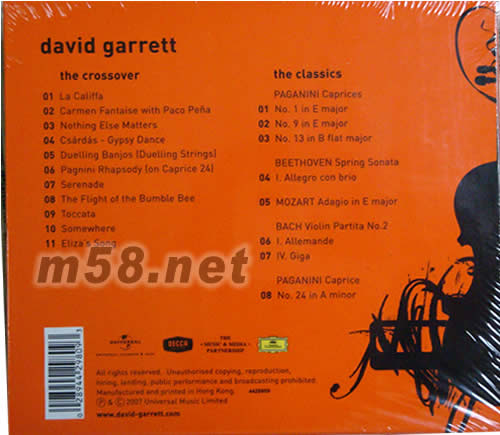 david garrett
the crossover
01 La Califfa
02 Carmen Fantaise with Paco Peña
03 Nothing Else Matters
04 Csárdás - Gypsy Dance
05 Duelling Banjos (Duelling Strings)
06 Pagnini Rhapsody (on Caprice 24)
07 Serenade
08 The Flight of the Bumble Bee
09 Toccata
10 Somewhere
11 Eliza's Song
the classics
PAGANINI Caprices
01 No. 1 in E major
02 No. 9 in E major
03 No. 13 in B flat major
BEETHOVEN Spring Sonata
04 I. Allegro con brio
05 MOZART Adagio in E major
BACH Violin Partita No.2
06 I. Allemande
07 IV. Giga
PAGANINI Caprice
08 No. 24 in A minor
m58.net
UNIVERSAL
DECCA
THE
MUSIC & MEDIA
PARTNERSHIP
All rights reserved. Unauthorised copying, reproduction,
hiring, lending, public performance and broadcasting prohibited.
Manufactured and printed in Hong Kong.
℗ & © 2007 Universal Music Limited
www.david-garrett.com